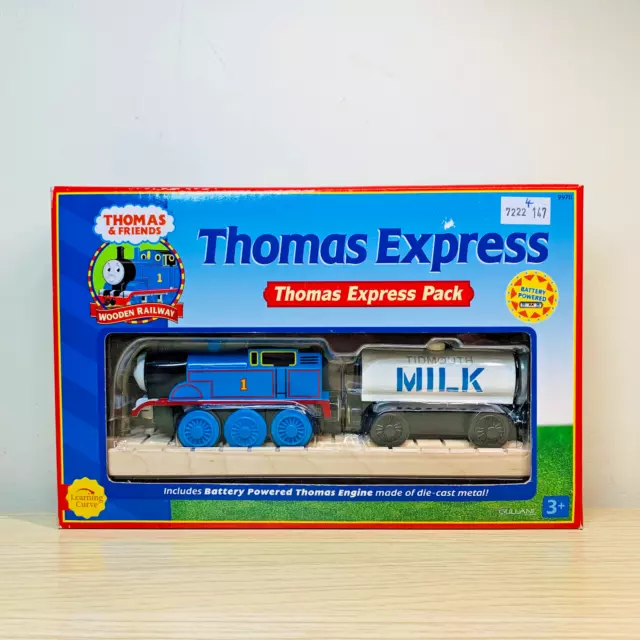 THOMAS
& FRIENDS
WOODEN RAILWAY
1
Thomas Express
Thomas Express Pack
4
7222 147
BATTERY
POWERED
1
TIDMOUTH
MILK
Learning
Curve
Includes Battery Powered Thomas Engine made of die-cast metal!
GULLANE
3+